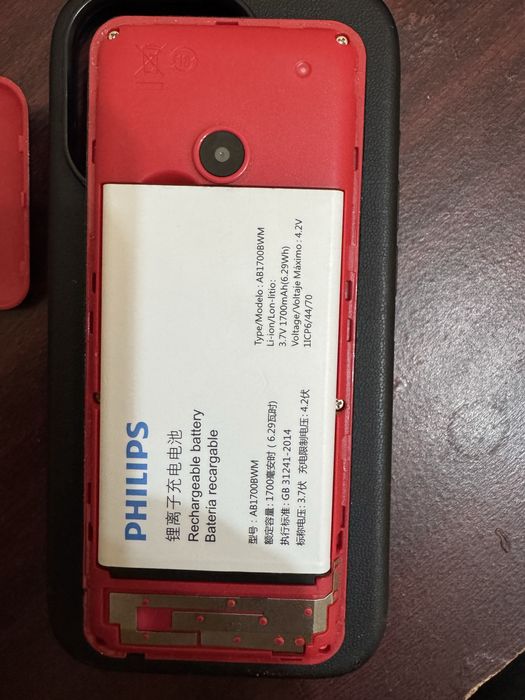 PHILIPS
锂离子充电电池
Rechargeable battery
Bateria recargable
型号: AB1700BWM
额定容量: 1700毫安时 ( 6.29瓦时)
执行标准: GB 31241-2014
标称电压: 3.7伏 充电限制电压: 4.2伏
Type/Modelo : AB1700BWM
Li-ion/Lon-litio:
3.7V 1700mAh(6.29Wh)
Voltage/Voltaje Máximo : 4.2V
1ICP6/44/70